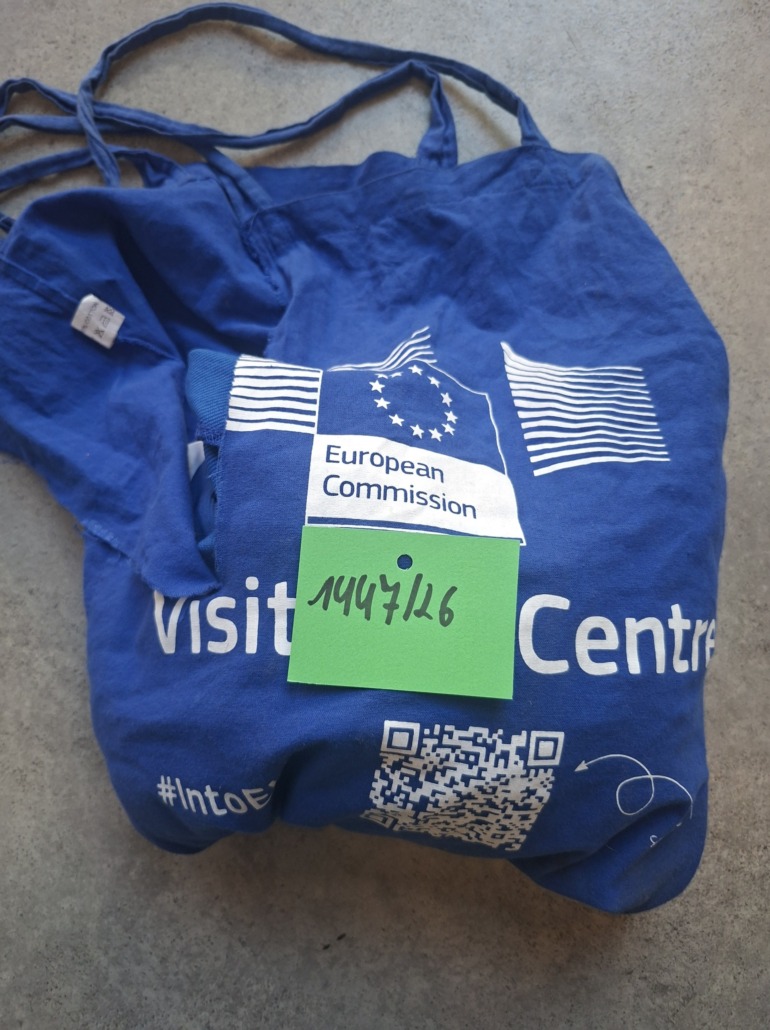 European
Commission
1447/26
Visit
Centre
#IntoE